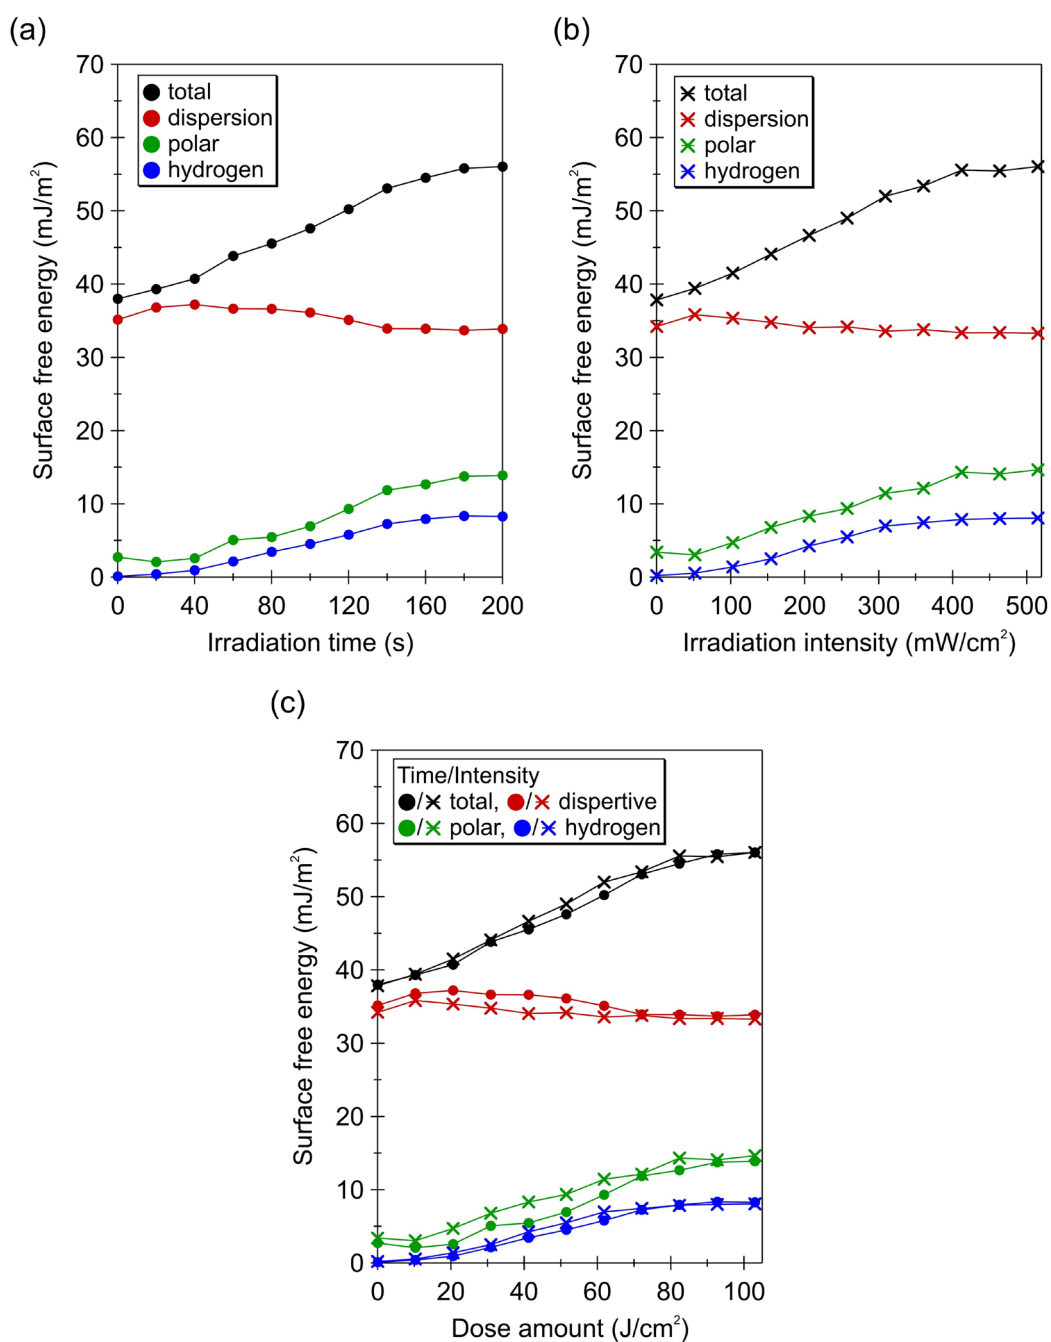 (a)
70
60
50
40
30
20
10
0
Surface free energy (mJ/m²)
total
dispersion
polar
hydrogen
0 40 80 120 160 200
Irradiation time (s)
(b)
70
60
50
40
30
20
10
0
Surface free energy (mJ/m²)
total
dispersion
polar
hydrogen
0 100 200 300 400 500
Irradiation intensity (mW/cm²)
(c)
70
60
50
40
30
20
10
0
Surface free energy (mJ/m²)
Time/Intensity
/ total, / dispertive
/ polar, / hydrogen
0 20 40 60 80 100
Dose amount (J/cm²)